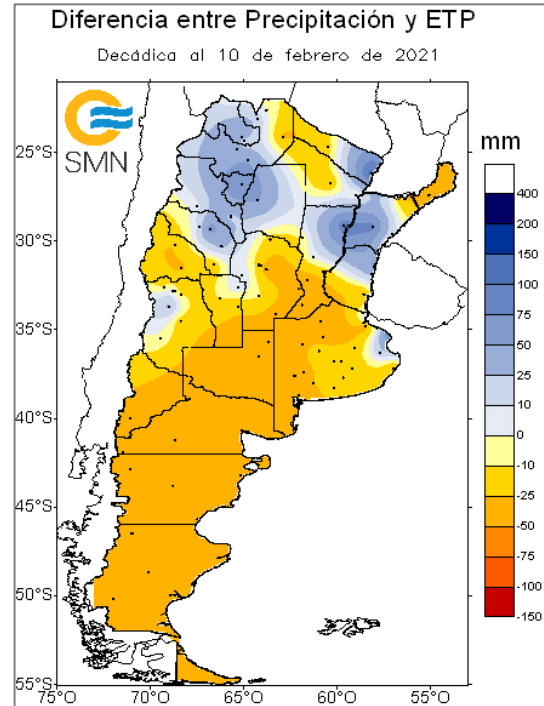 Diferencia entre Precipitación y ETP
Decádica al 10 de febrero de 2021
SMN
mm
400
200
150
100
75
50
25
10
0
-10
-25
-50
-75
-100
-150
25°S
30°S
35°S
40°S
45°S
50°S
55°S
75°O
70°O
65°O
60°O
55°O